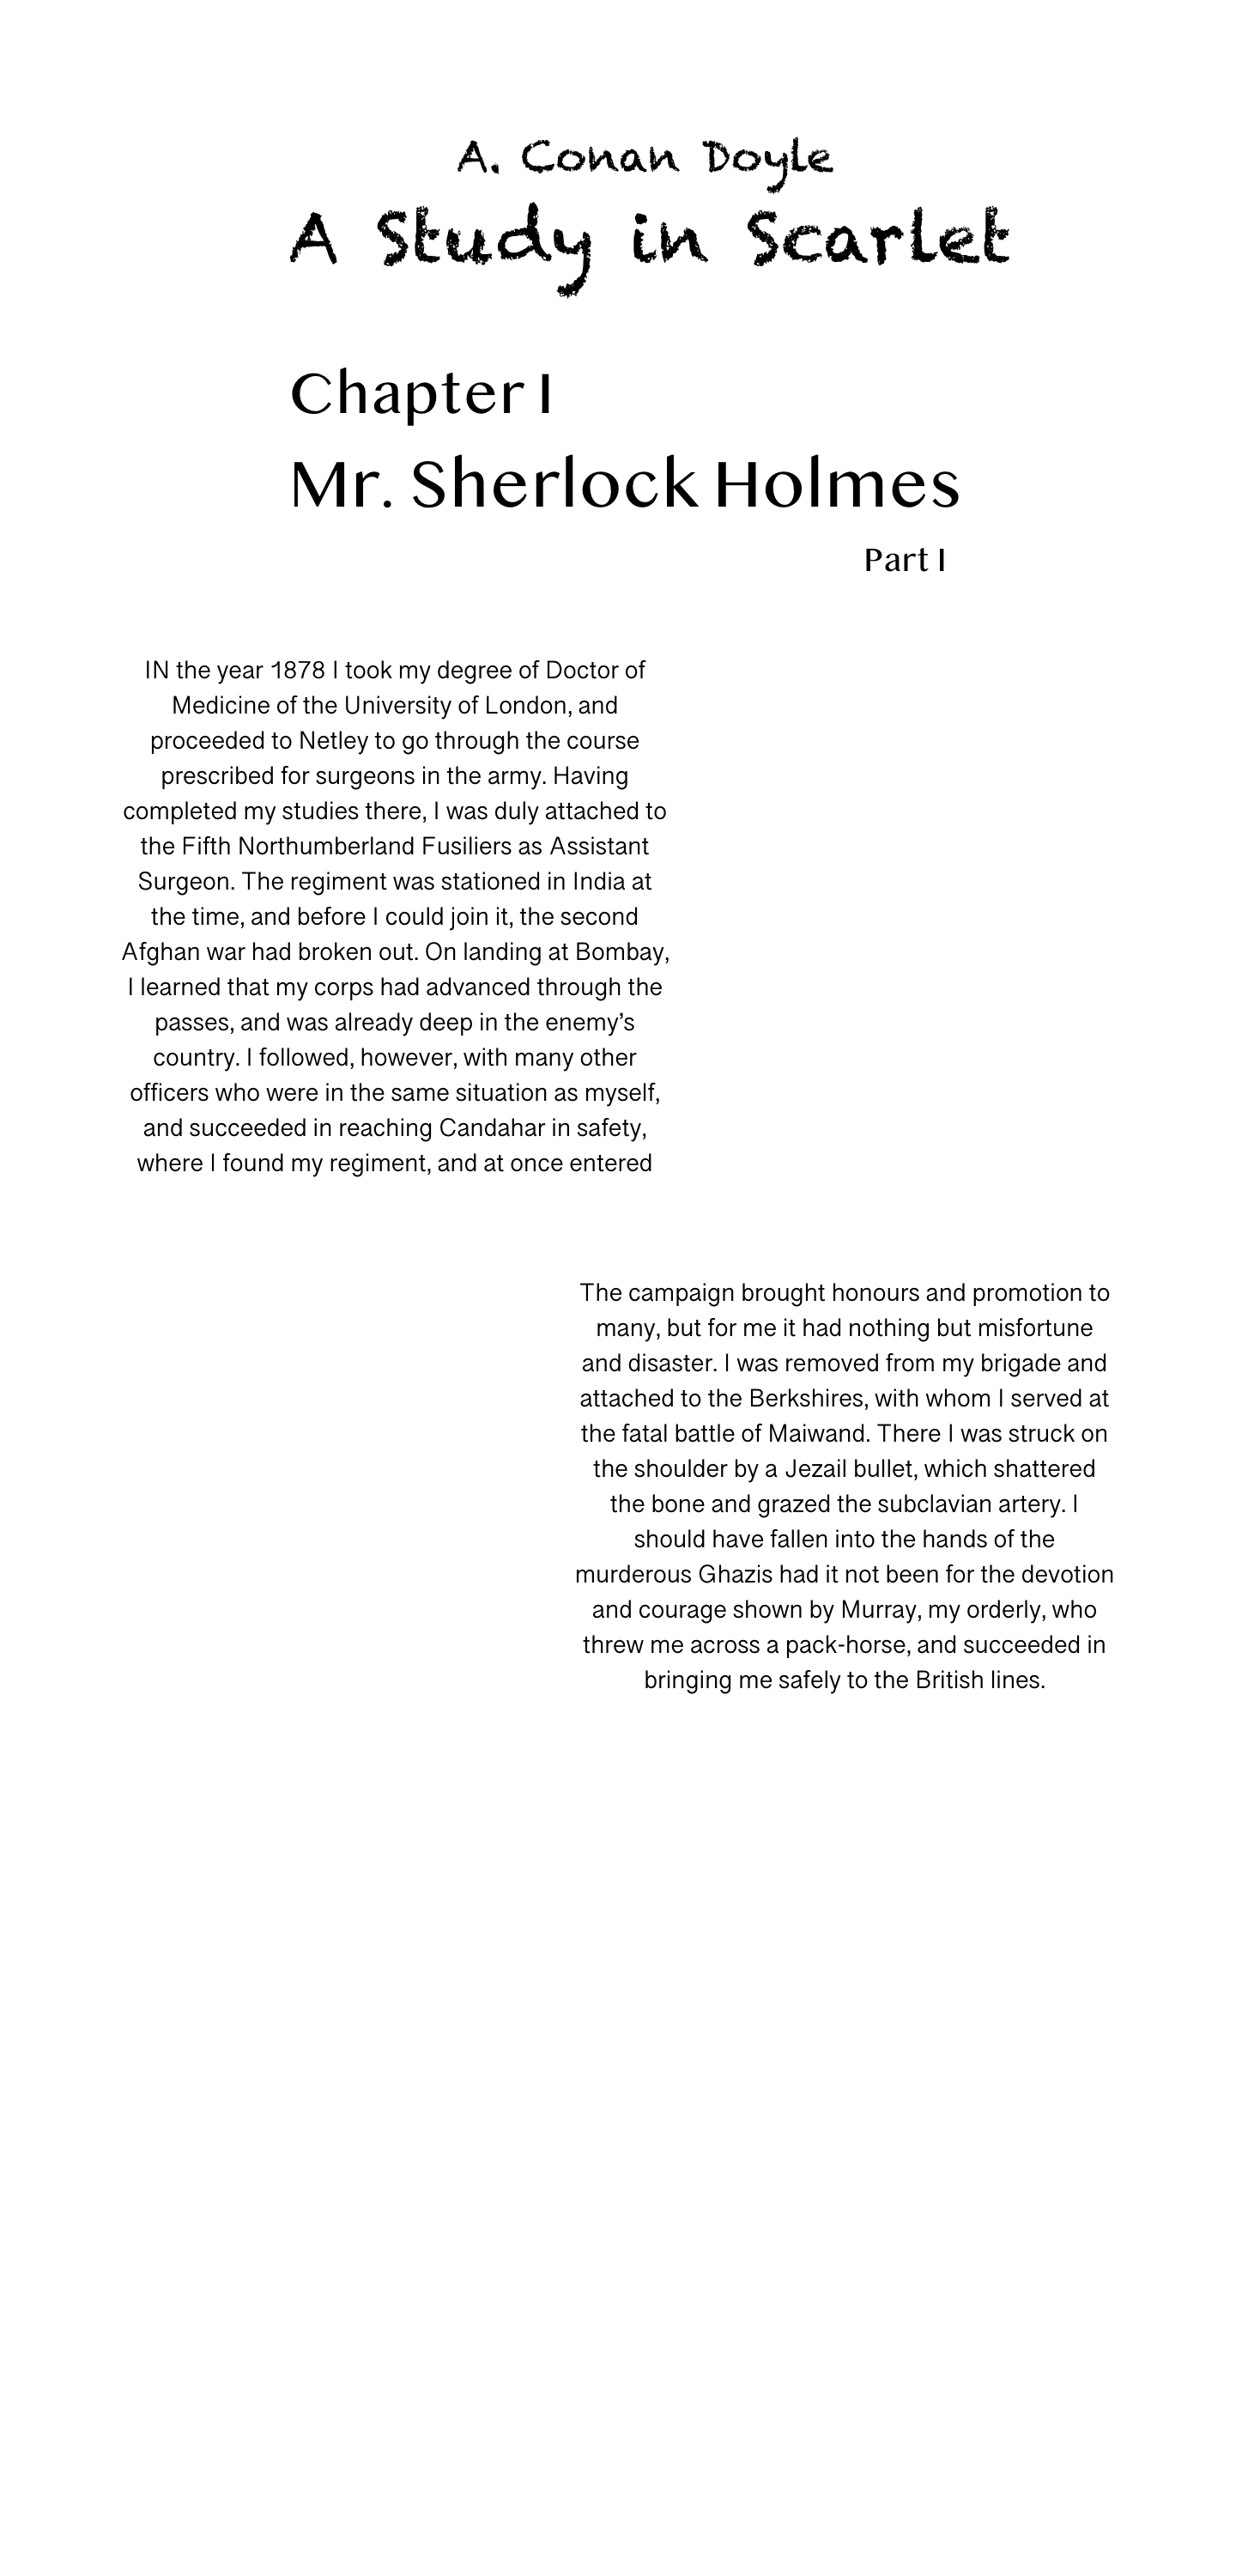 A. Conan Doyle
A Study in Scarlet
Chapter I
Mr. Sherlock Holmes
Part I
IN the year 1878 I took my degree of Doctor of
Medicine of the University of London, and
proceeded to Netley to go through the course
prescribed for surgeons in the army. Having
completed my studies there, I was duly attached to
the Fifth Northumberland Fusiliers as Assistant
Surgeon. The regiment was stationed in India at
the time, and before I could join it, the second
Afghan war had broken out. On landing at Bombay,
I learned that my corps had advanced through the
passes, and was already deep in the enemy’s
country. I followed, however, with many other
officers who were in the same situation as myself,
and succeeded in reaching Candahar in safety,
where I found my regiment, and at once entered
The campaign brought honours and promotion to
many, but for me it had nothing but misfortune
and disaster. I was removed from my brigade and
attached to the Berkshires, with whom I served at
the fatal battle of Maiwand. There I was struck on
the shoulder by a Jezail bullet, which shattered
the bone and grazed the subclavian artery. I
should have fallen into the hands of the
murderous Ghazis had it not been for the devotion
and courage shown by Murray, my orderly, who
threw me across a pack-horse, and succeeded in
bringing me safely to the British lines.